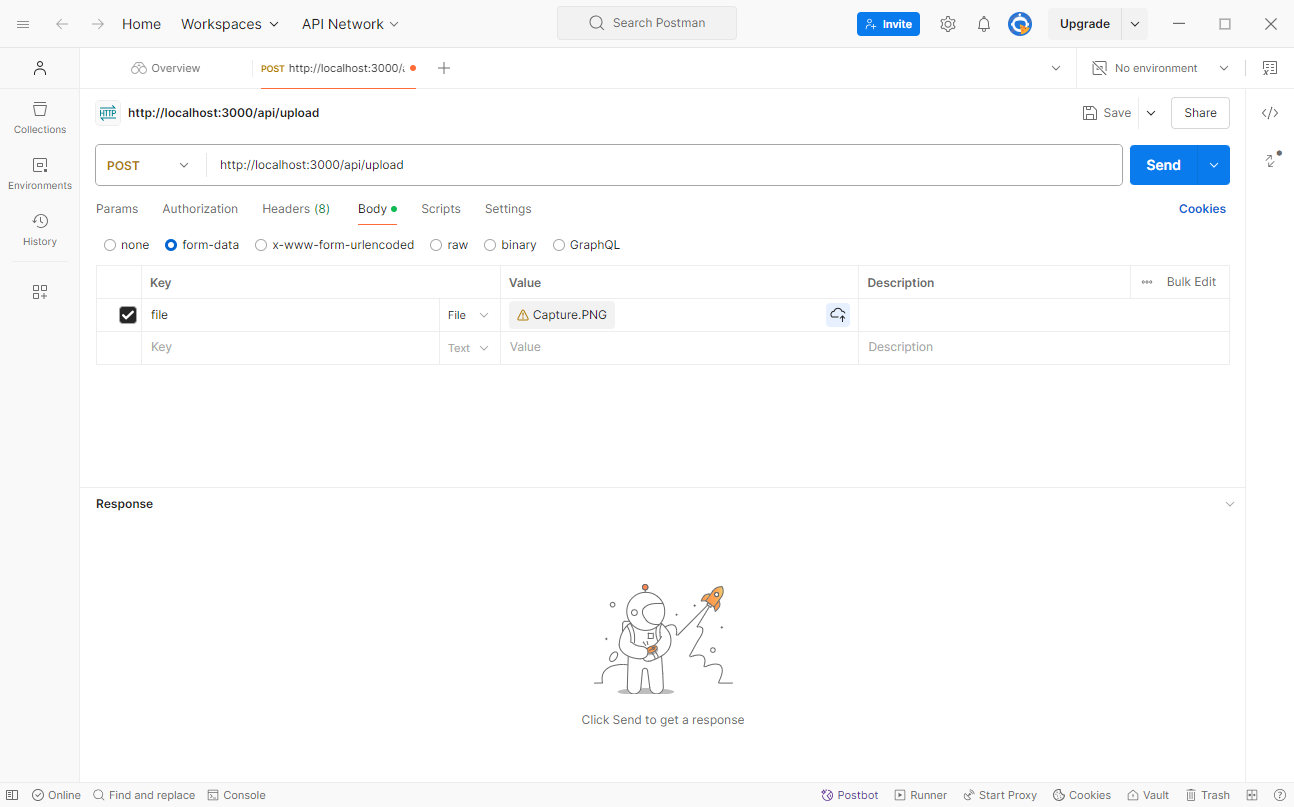 Home Workspaces API Network Search Postman Invite Upgrade
Overview POST http://localhost:3000/a No environment
HTTP http://localhost:3000/api/upload Save Share
POST http://localhost:3000/api/upload Send
Params Authorization Headers (8) Body Scripts Settings Cookies
none form-data x-www-form-urlencoded raw binary GraphQL
Key Value Description Bulk Edit
file File Capture.PNG
Key Text Value Description
Collections
Environments
History
Response
Click Send to get a response
Online Find and replace Console Postbot Runner Start Proxy Cookies Vault Trash